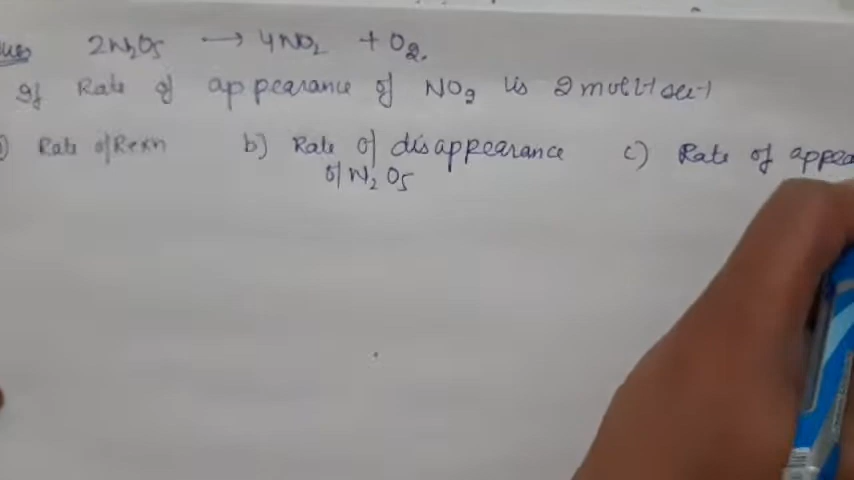 Ques 2N2O5 → 4NO2 + O2.
If Rate of appearance of NO2 is 2 mol L-1 sec-1
) Rate of Rexn b) Rate of disappearance c) Rate of appea
of N2O5